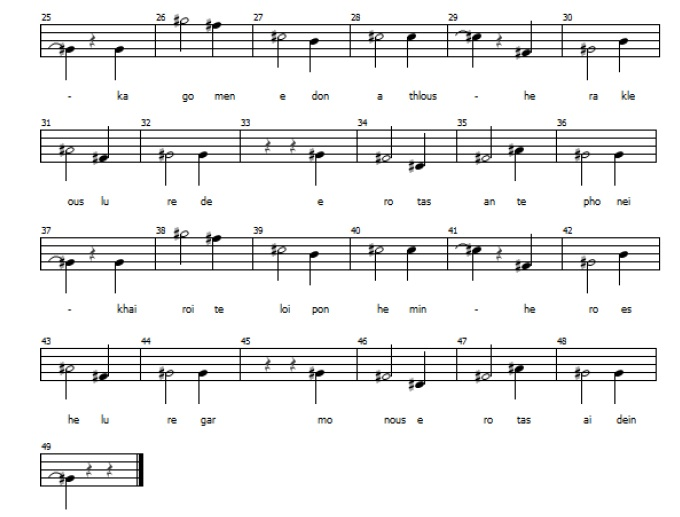 25 26 27 28 29 30
- ka go men e don a thlous - he ra kle
31 32 33 34 35 36
ous lu re de e ro tas an te pho nei
37 38 39 40 41 42
- khai roi te loi pon he min - he ro es
43 44 45 46 47 48
he lu re gar mo nous e ro tas ai dein
49